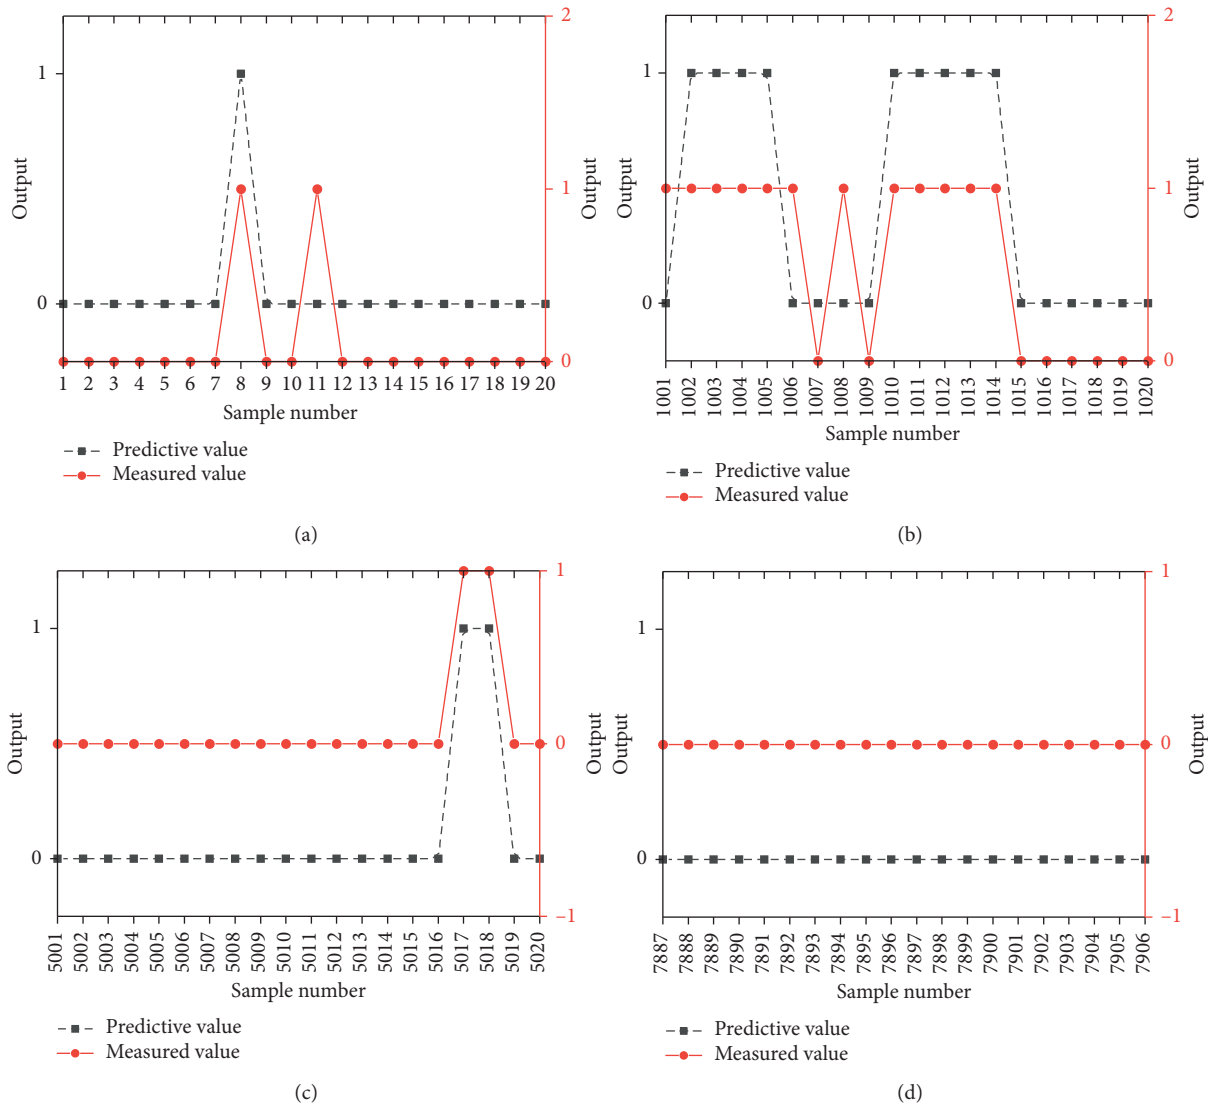 2
1
1
0
0
Output
Output
1 2 3 4 5 6 7 8 9 10 11 12 13 14 15 16 17 18 19 20
Sample number
Predictive value
Measured value
(a)
2
1
1
0
0
Output
Output
1001 1002 1003 1004 1005 1006 1007 1008 1009 1010 1011 1012 1013 1014 1015 1016 1017 1018 1019 1020
Sample number
Predictive value
Measured value
(b)
1
1
0
0
–1
Output
Output
5001 5002 5003 5004 5005 5006 5007 5008 5009 5010 5011 5012 5013 5014 5015 5016 5017 5018 5019 5020
Sample number
Predictive value
Measured value
(c)
1
1
0
0
–1
Output
Output
7887 7888 7889 7890 7891 7892 7893 7894 7895 7896 7897 7898 7899 7900 7901 7902 7903 7904 7905 7906
Sample number
Predictive value
Measured value
(d)